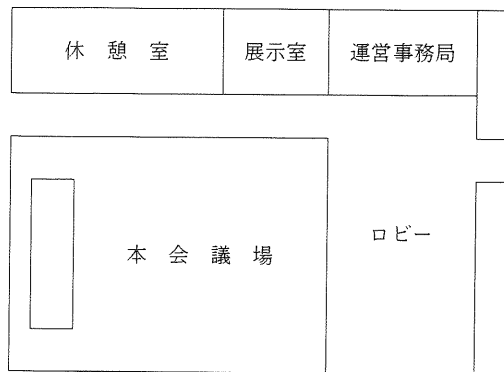 休憩室
展示室
運営事務局
ロビー
本会議場